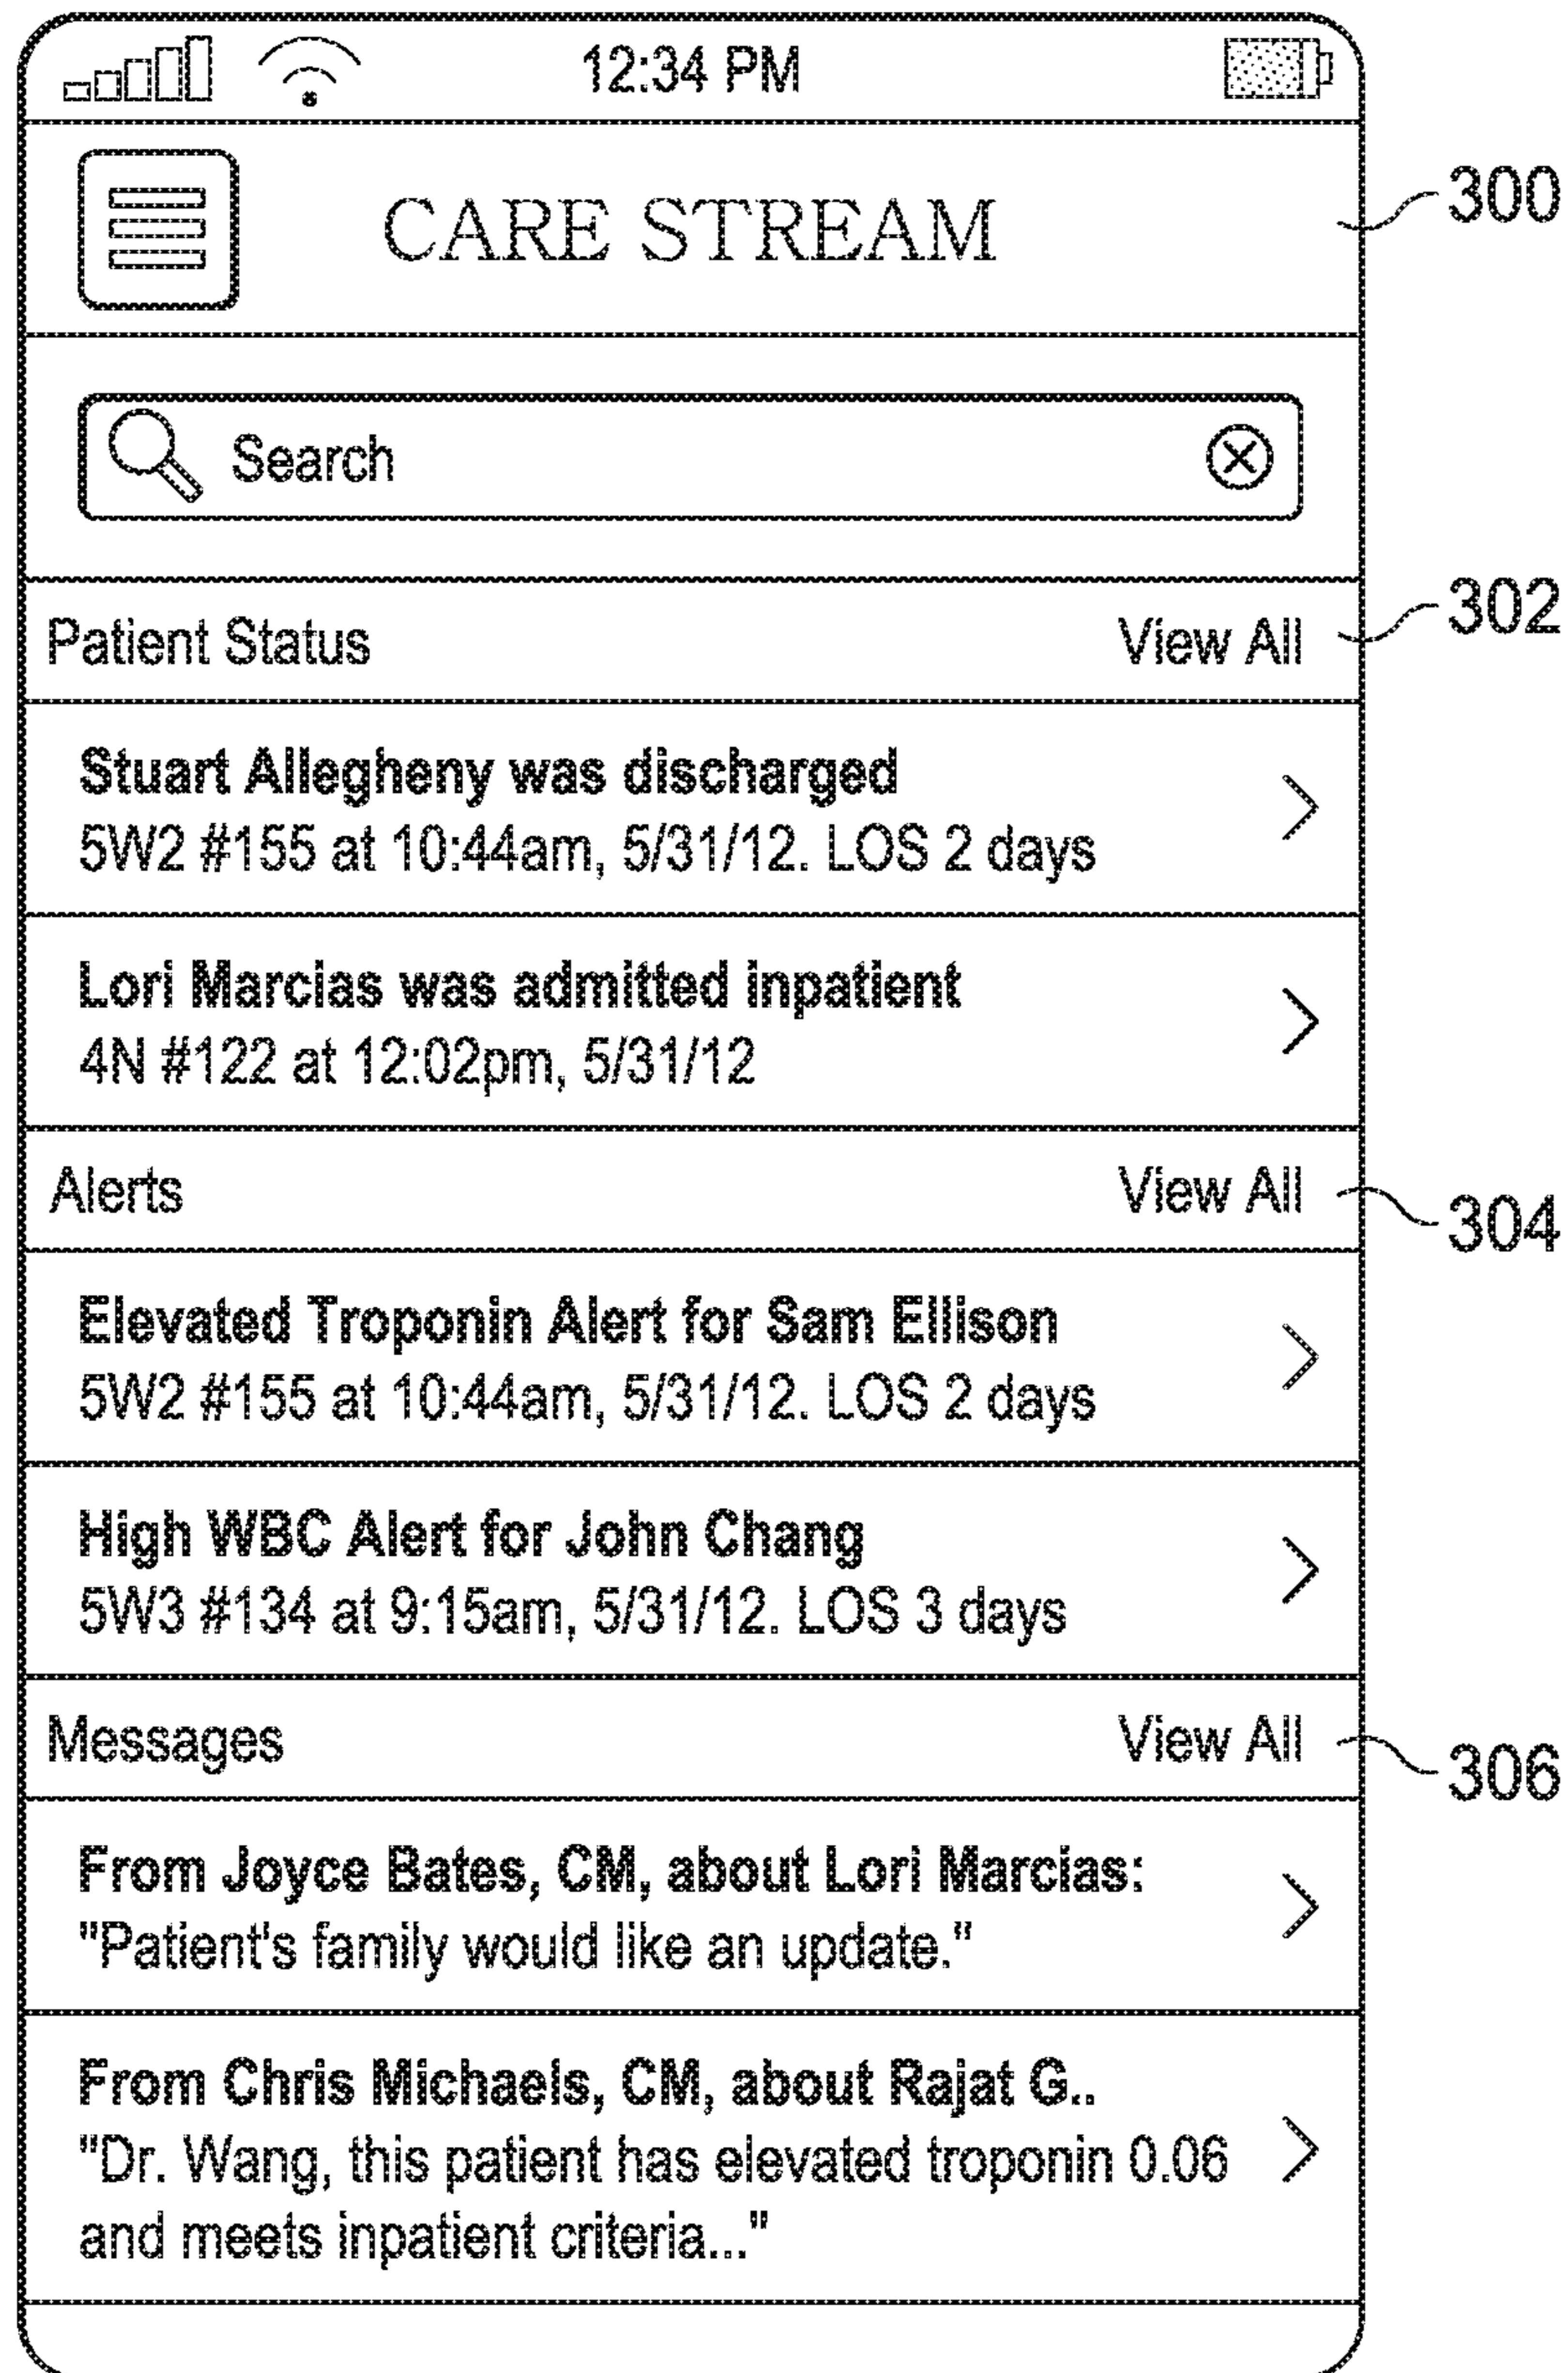 12:34 PM
CARE STREAM
300
Search
Patient Status View All
302
Stuart Allegheny was discharged
5W2 #155 at 10:44am, 5/31/12. LOS 2 days
Lori Marcias was admitted inpatient
4N #122 at 12:02pm, 5/31/12
Alerts View All
304
Elevated Troponin Alert for Sam Ellison
5W2 #155 at 10:44am, 5/31/12. LOS 2 days
High WBC Alert for John Chang
5W3 #134 at 9:15am, 5/31/12. LOS 3 days
Messages View All
306
From Joyce Bates, CM, about Lori Marcias:
"Patient's family would like an update."
From Chris Michaels, CM, about Rajat G..
"Dr. Wang, this patient has elevated troponin 0.06
and meets inpatient criteria..."